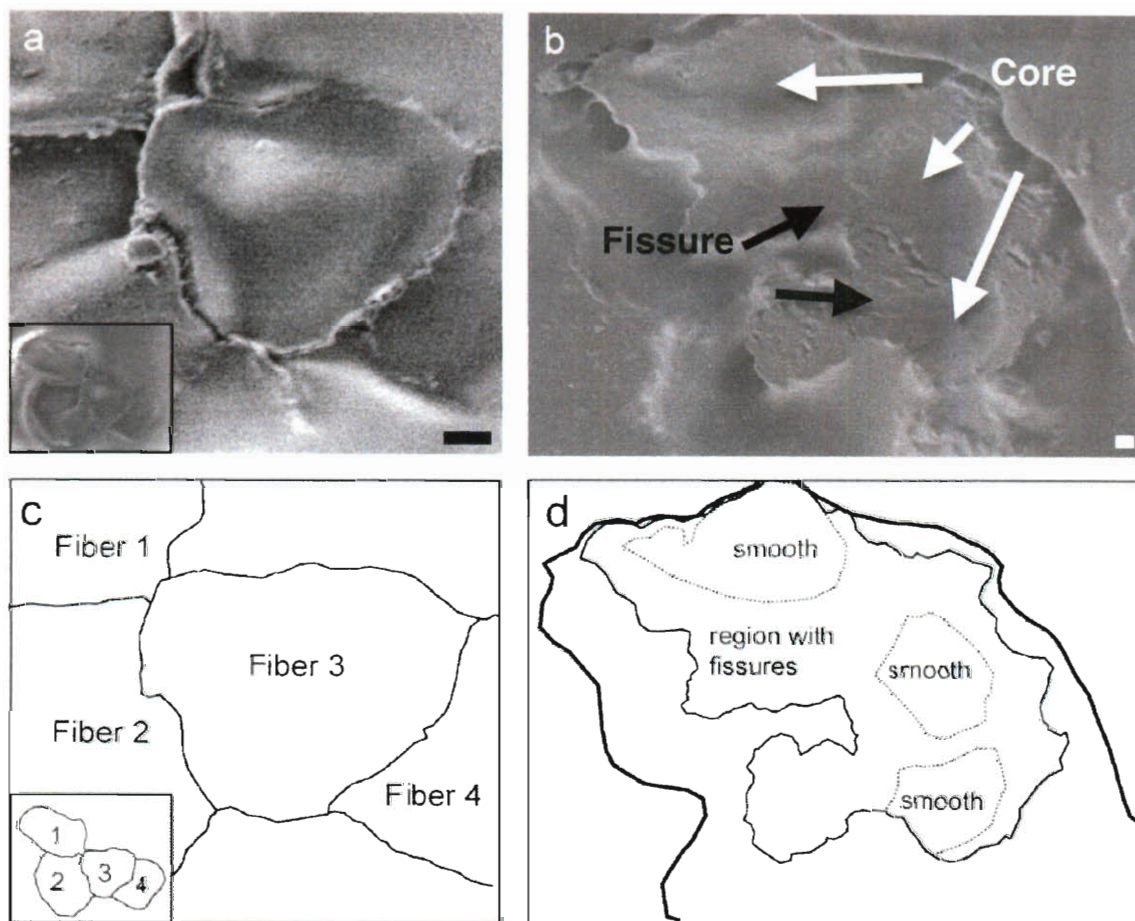 a
b
Core
Fissure
c
Fiber 1
Fiber 3
Fiber 2
Fiber 4
1
2
3
4
d
smooth
region with
fissures
smooth
smooth